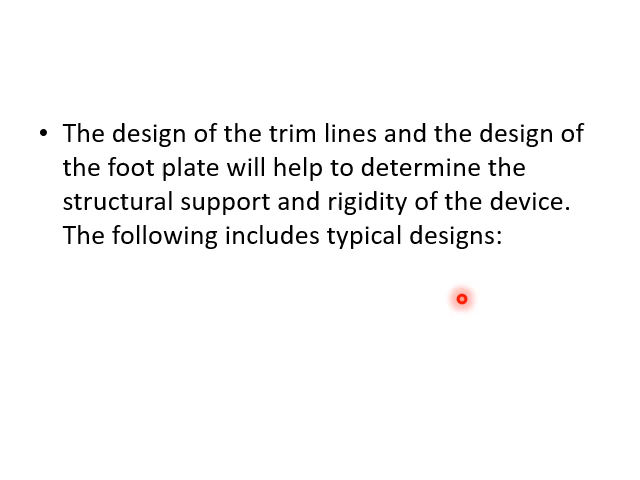 • The design of the trim lines and the design of
the foot plate will help to determine the
structural support and rigidity of the device.
The following includes typical designs: